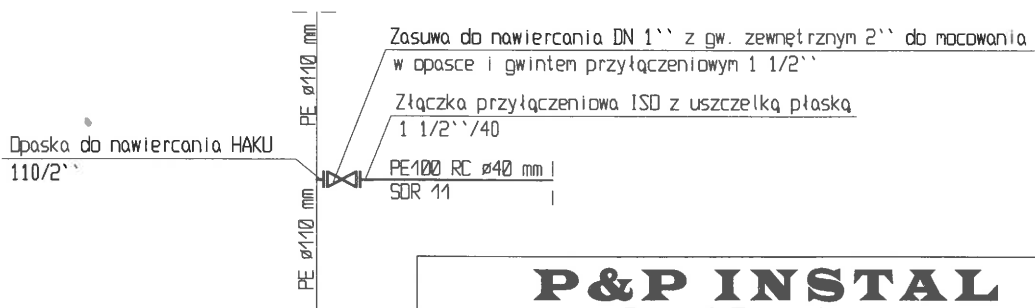 PE ø110 mm
Zasuwa do nawiercania DN 1`` z gw. zewnętrznym 2`` do mocowania
w opasce i gwintem przyłączeniowym 1 1/2``
Złączka przyłączeniowa ISO z uszczelką płaską
1 1/2``/40
Opaska do nawiercania HAKU
110/2``
PE100 RC ø40 mm
SDR 11
PE ø110 mm
P&P INSTAL